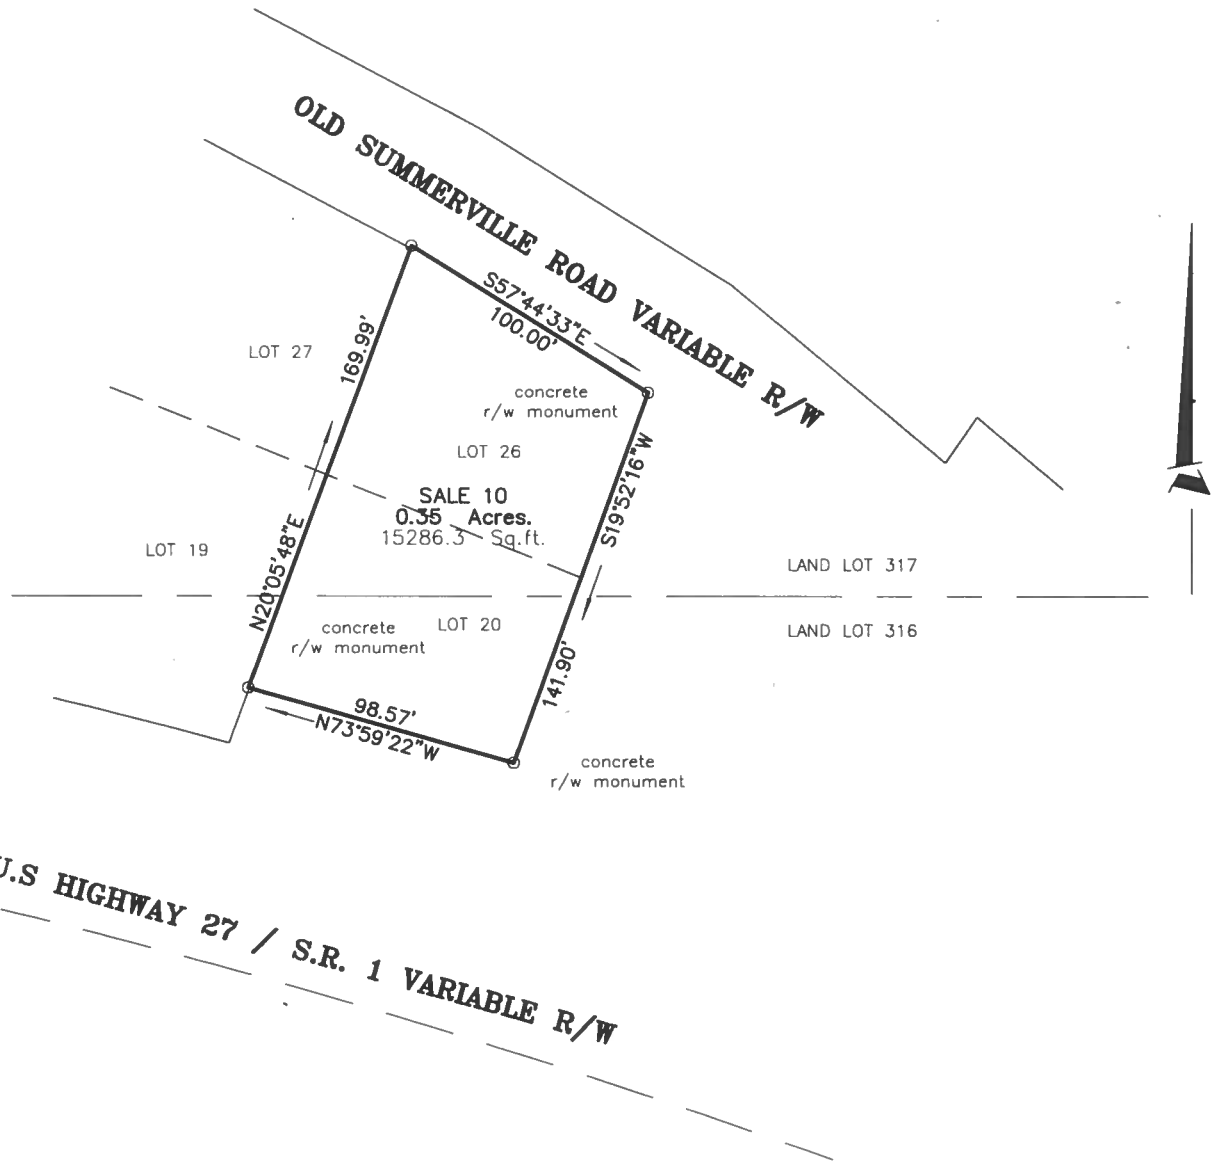 OLD SUMMERVILLE ROAD VARIABLE R/W
S57°44'33"E
100.00'
169.99'
LOT 27
concrete
r/w monument
LOT 26
S19°52'16"W
SALE 10
0.35 Acres.
15286.3 Sq.ft.
N20°05'48"E
LOT 19
LAND LOT 317
concrete
r/w monument
LOT 20
LAND LOT 316
141.90'
98.57'
N73°59'22"W
concrete
r/w monument
U.S HIGHWAY 27 / S.R. 1 VARIABLE R/W